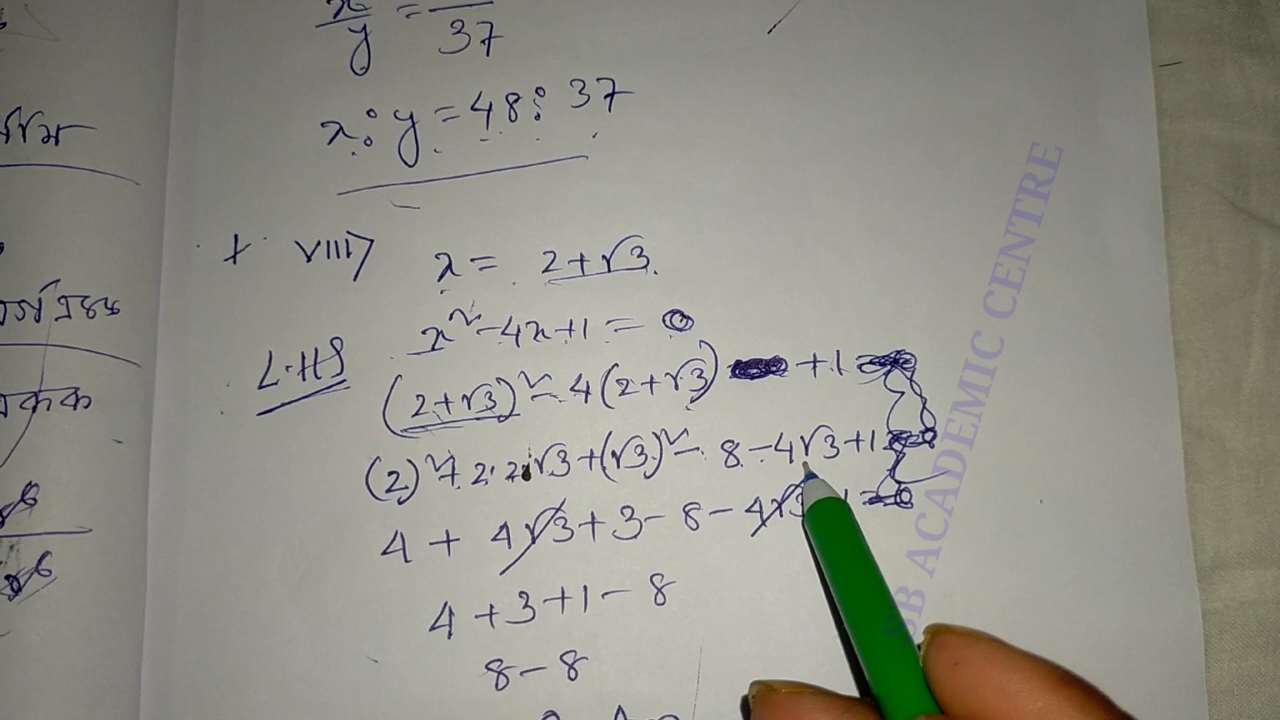 x/y = /37
x : y = 48 : 37
+ VIII) x = 2+√3.
x² - 4x + 1 = 0
L.HS (2+√3)² - 4(2+√3) + 1
(2)² + 2.2.√3 + (√3)² - 8 - 4√3 + 1
4 + 4√3 + 3 - 8 - 4√3
4 + 3 + 1 - 8
8 - 8
SB ACADEMIC CENTRE